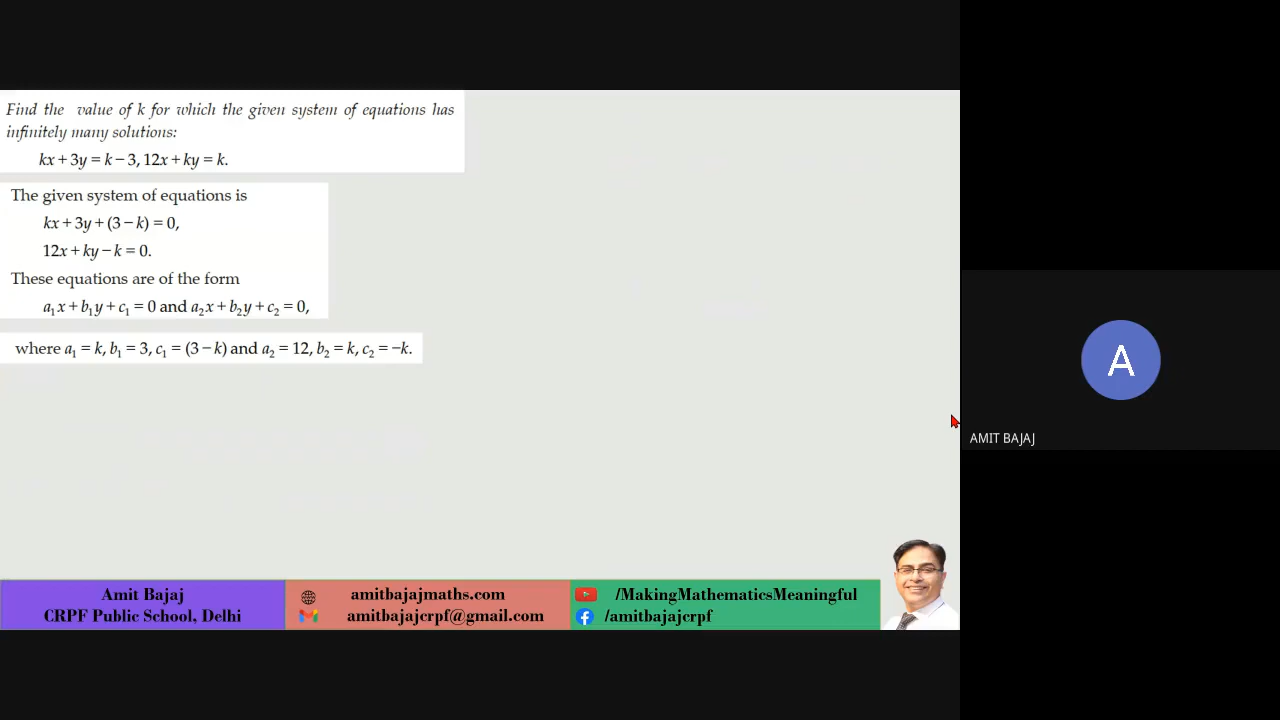 Find the value of k for which the given system of equations has
infinitely many solutions:
kx + 3y = k − 3, 12x + ky = k.
The given system of equations is
kx + 3y + (3 − k) = 0,
12x + ky − k = 0.
These equations are of the form
a₁x + b₁y + c₁ = 0 and a₂x + b₂y + c₂ = 0,
where a₁ = k, b₁ = 3, c₁ = (3 − k) and a₂ = 12, b₂ = k, c₂ = −k.
A
AMIT BAJAJ
Amit Bajaj
CRPF Public School, Delhi
amitbajajmaths.com
amitbajajcrpf@gmail.com
/MakingMathematicsMeaningful
/amitbajajcrpf